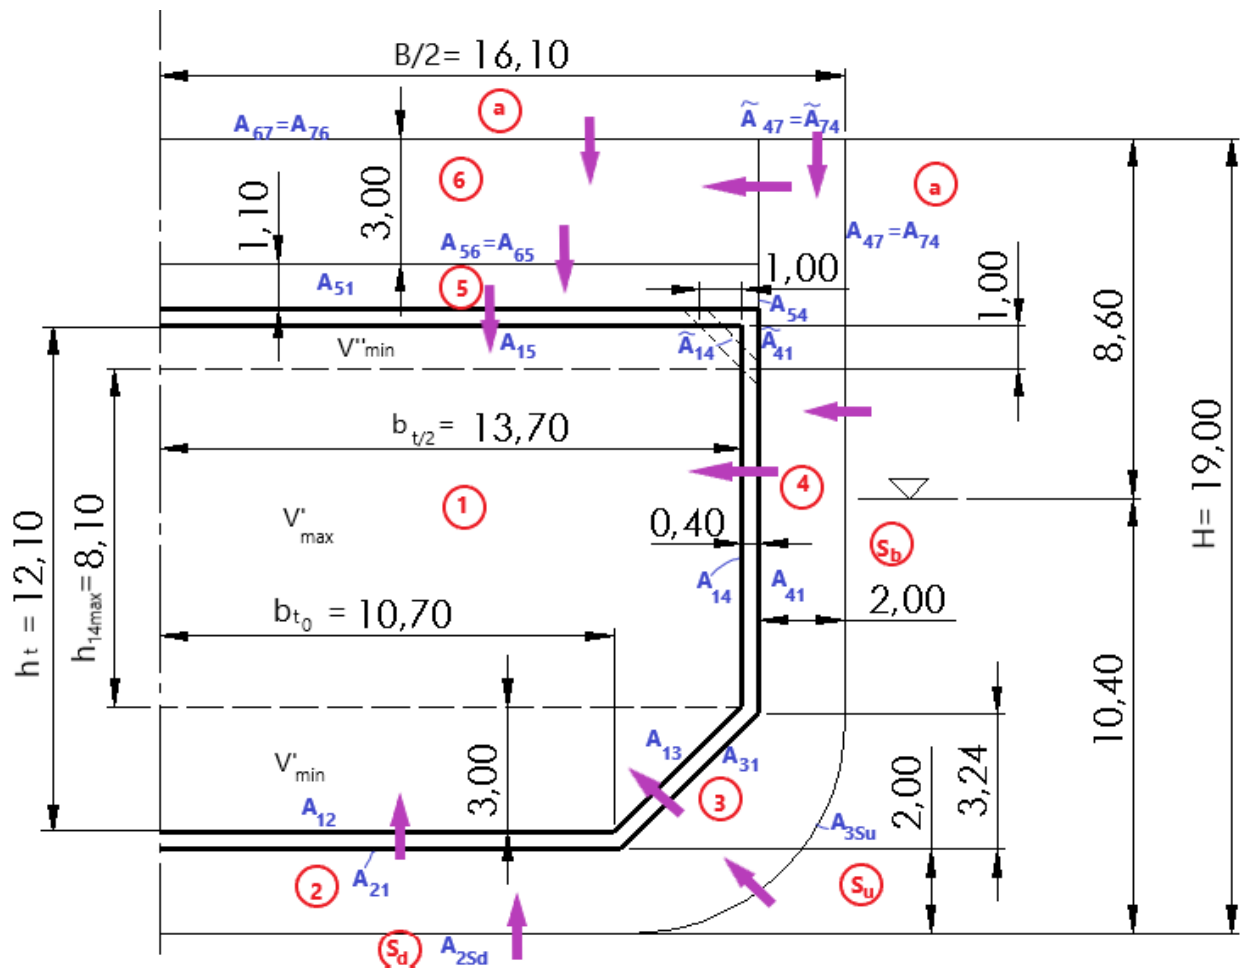 B/2= 16,10
a
A67=A76
Ã47=Ã74
6
3,00
1,10
a
A47=A74
A56=A65
A51
5
1,00
1,00
A54
8,60
A15
Ã14
Ã41
V"min
bt/2= 13,70
H= 19,00
1
4
V'max
0,40
Sb
ht = 12,10
h14max=8,10
A14
A41
2,00
bt0 = 10,70
10,40
A13
A31
V'min
3,00
3
2,00
3,24
A12
A3Su
A21
2
Su
Sd
A2Sd